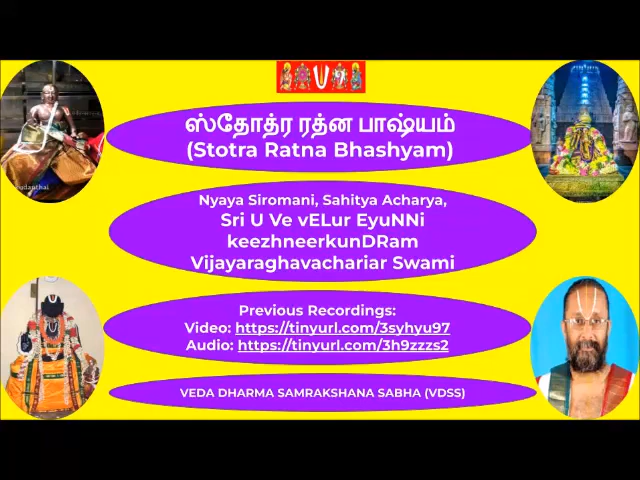 ஸ்தோத்ர ரத்ன பாஷ்யம்
(Stotra Ratna Bhashyam)
Nyaya Siromani, Sahitya Acharya,
Sri U Ve vELur EyuNNi
keezhneerkunDRam
Vijayaraghavachariar Swami
Previous Recordings:
Video: https://tinyurl.com/3syhyu97
Audio: https://tinyurl.com/3h9zzzs2
VEDA DHARMA SAMRAKSHANA SABHA (VDSS)